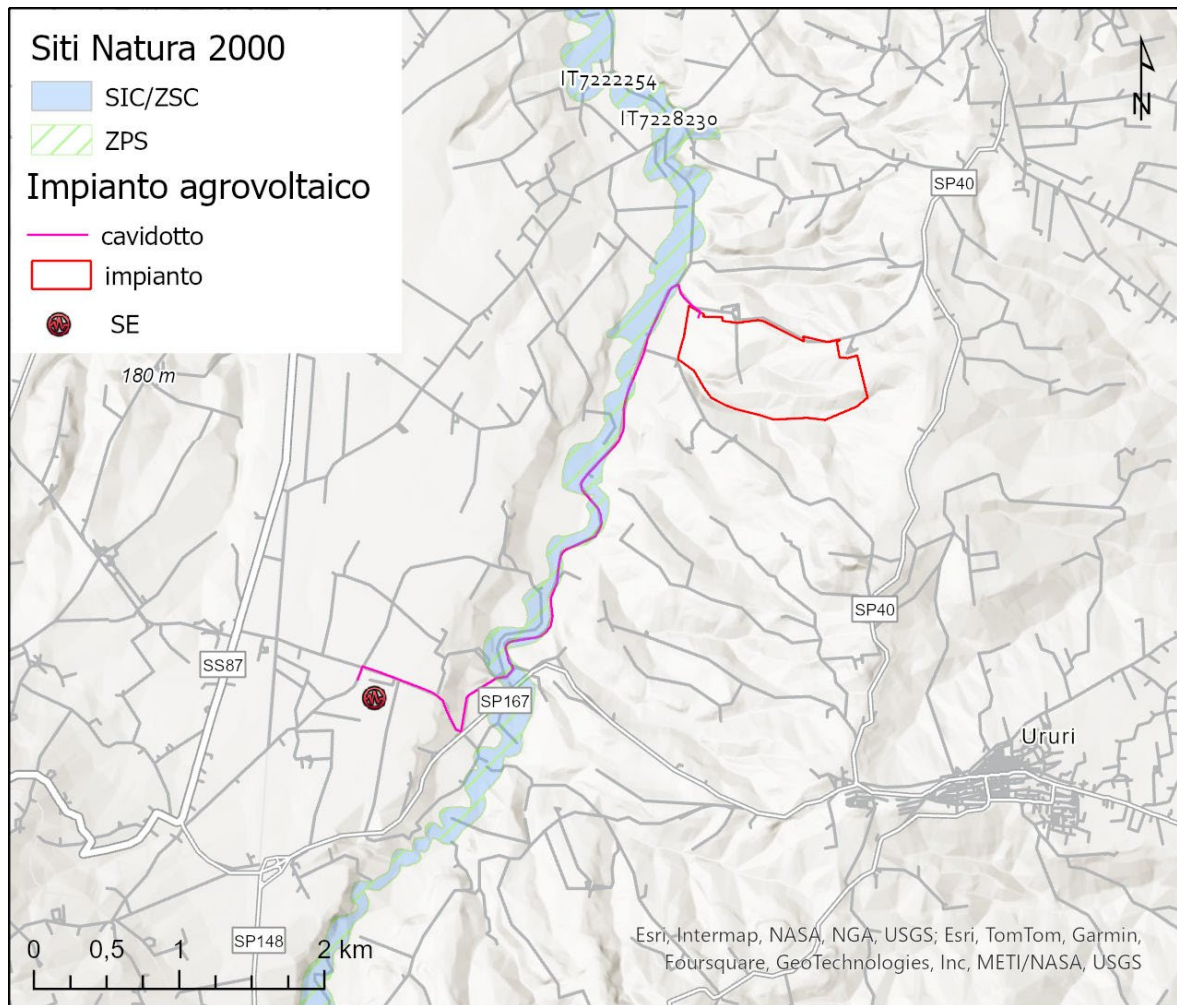 Siti Natura 2000
SIC/ZSC
ZPS
Impianto agrovoltaico
cavidotto
impianto
SE
IT7222254
IT7228230
N
SP40
180 m
SP40
SS87
SP167
Ururi
SP148
0 0,5 1 2 km
Esri, Intermap, NASA, NGA, USGS; Esri, TomTom, Garmin,
Foursquare, GeoTechnologies, Inc, METI/NASA, USGS